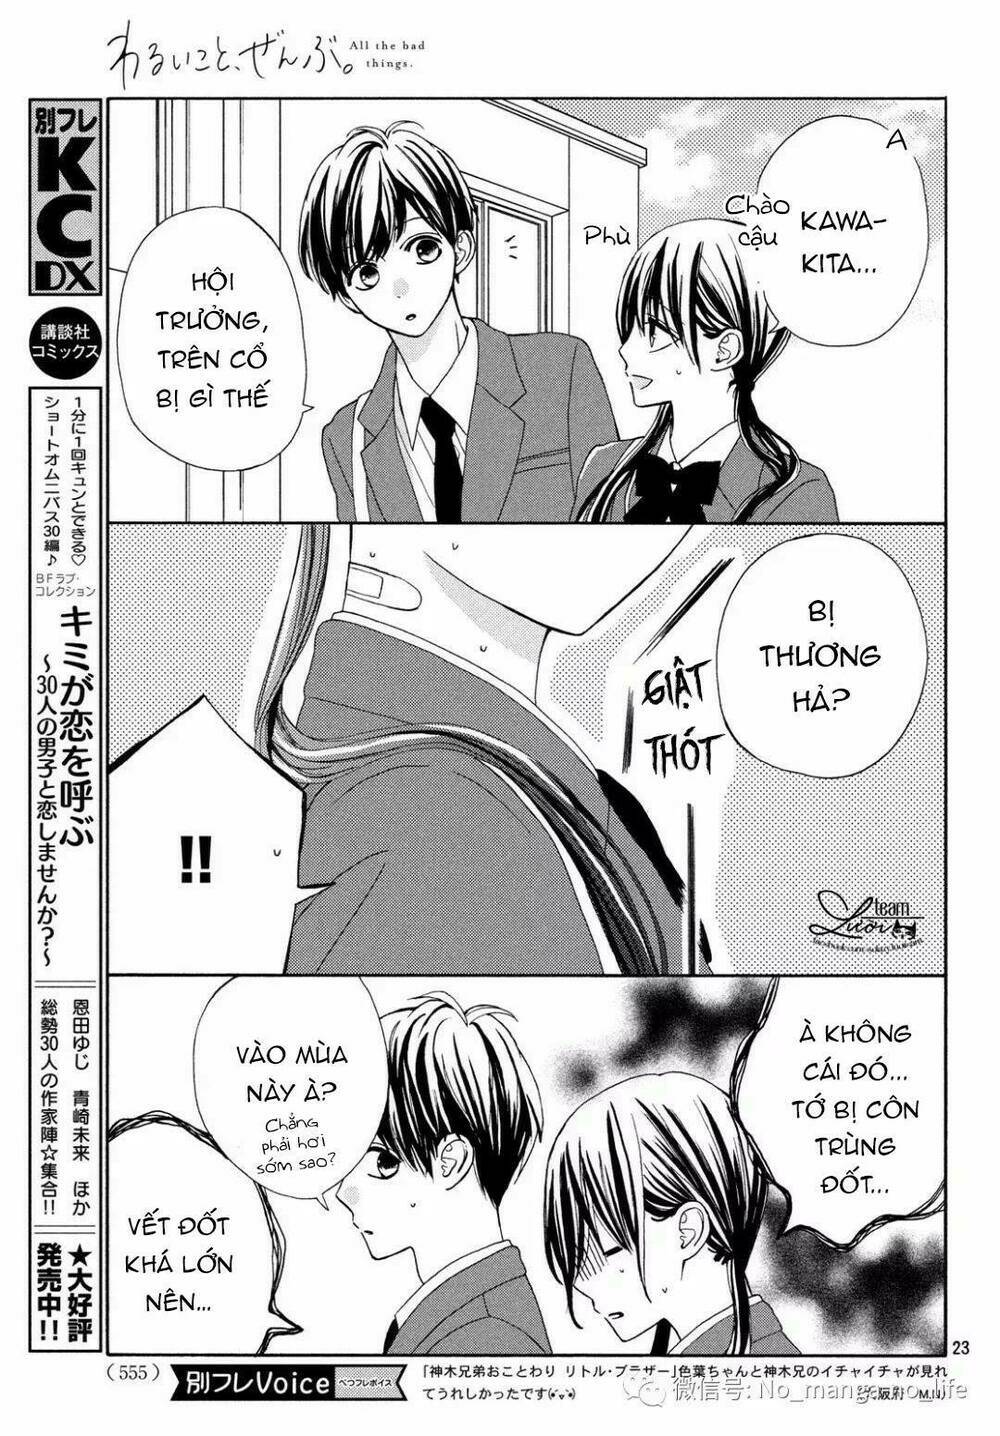 わるいこと、ぜんぶ。
All the bad
things.
別フレ
KC
DX
講談社
コミックス
1分に1回キュンとできる♡
ショートオムニバス30編♪
BFラブ・
コレクション
キミが恋を呼ぶ
～30人の男子と恋しませんか？～
恩田ゆじ 青崎未来 ほか
総勢30人の作家陣☆集合!!
★大好評
発売中!!
A
KAWA-
KITA...
Chào
cậu
Phù
HỘI
TRƯỞNG,
TRÊN CỔ
BỊ GÌ THẾ
BỊ
THƯƠNG
HẢ?
GIẬT
THÓT
!!
team
Lười
À KHÔNG
CÁI ĐÓ...
TỚ BỊ CÔN
TRÙNG
ĐỐT...
VÀO MÙA
NÀY À?
Chẳng
phải hơi
sớm sao?
VẾT ĐỐT
KHÁ LỚN
NÊN...
23
(555)
別フレVoice
べつフレボイス
「神木兄弟おことわり リトル・ブラザー」色葉ちゃんと神木兄のイチャイチャが見れ
てうれしかったです
微信号: No_manga_no_life
M.N)